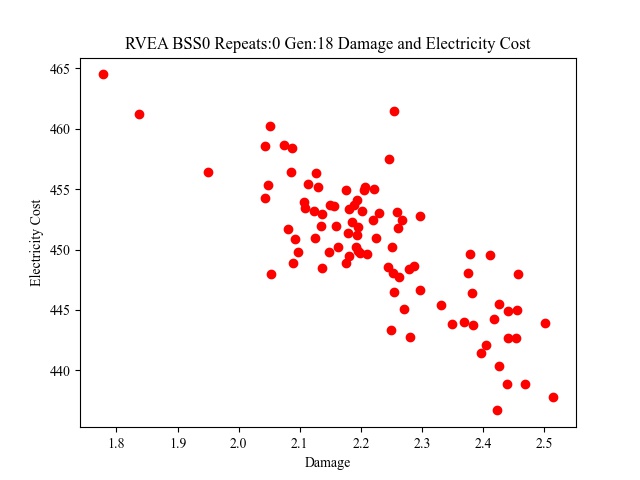 RVEA BSS0 Repeats:0 Gen:18 Damage and Electricity Cost
465
460
455
450
445
440
Electricity Cost
1.8 1.9 2.0 2.1 2.2 2.3 2.4 2.5
Damage